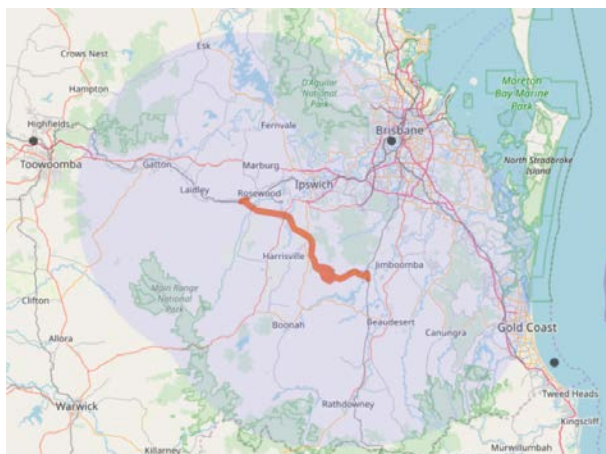 Esk
Crows Nest
D'Aguilar
National
Park
Moreton
Bay Marine
Park
Hampton
Highfields
Fernvale
Brisbane
Toowoomba
Gatton
Marburg
North Stradbroke
Island
Laidley
Rosewood
Ipswich
Harrisville
Jimboomba
Main Range
National
Park
Clifton
Boonah
Beaudesert
Canungra
Gold Coast
Allora
Tweed Heads
Warwick
Rathdowney
Kingscliff
Killarney
Murwillumbah